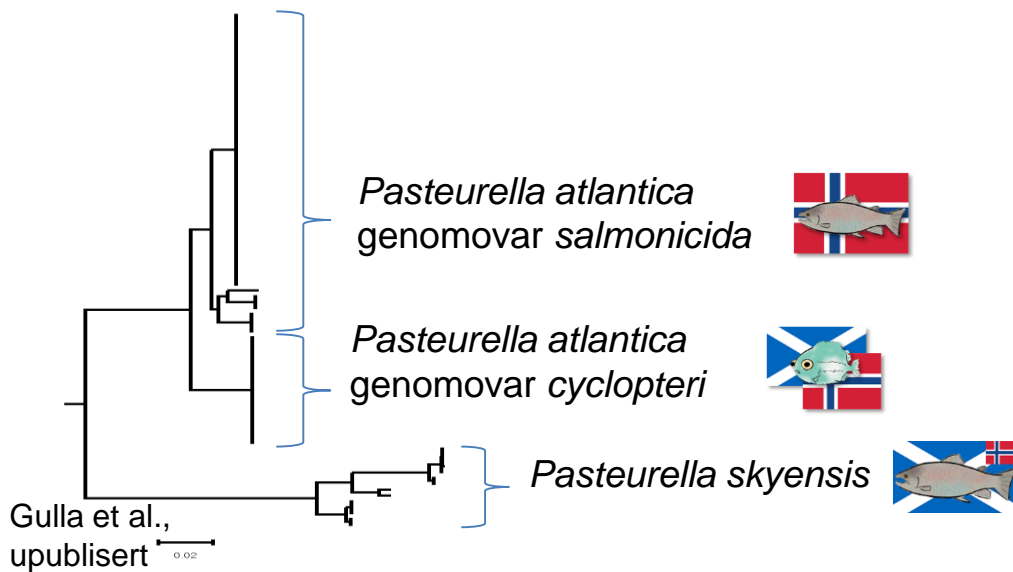 Pasteurella atlantica
genomovar salmonicida
Pasteurella atlantica
genomovar cyclopteri
Pasteurella skyensis
Gulla et al.,
upublisert
0.02